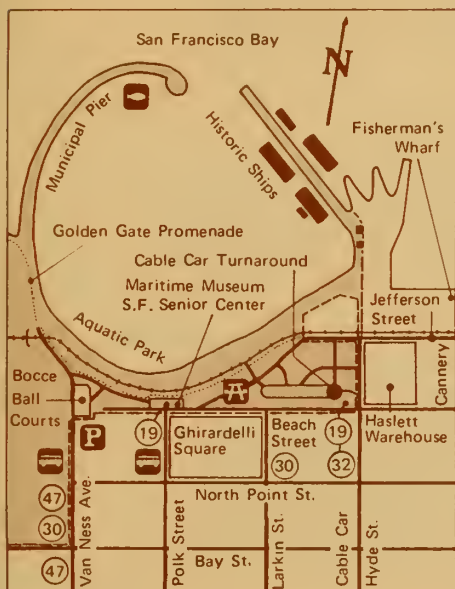 San Francisco Bay
N
Municipal Pier
Historic Ships
Fisherman's
Wharf
Golden Gate Promenade
Cable Car Turnaround
Maritime Museum
S.F. Senior Center
Aquatic Park
Jefferson
Street
Bocce
Ball
Courts
P
19
Ghirardelli
Square
Beach
Street
30
19
32
Haslett
Warehouse
Cannery
47
30
47
North Point St.
Bay St.
Van Ness Ave.
Polk Street
Larkin St.
Cable Car
Hyde St.